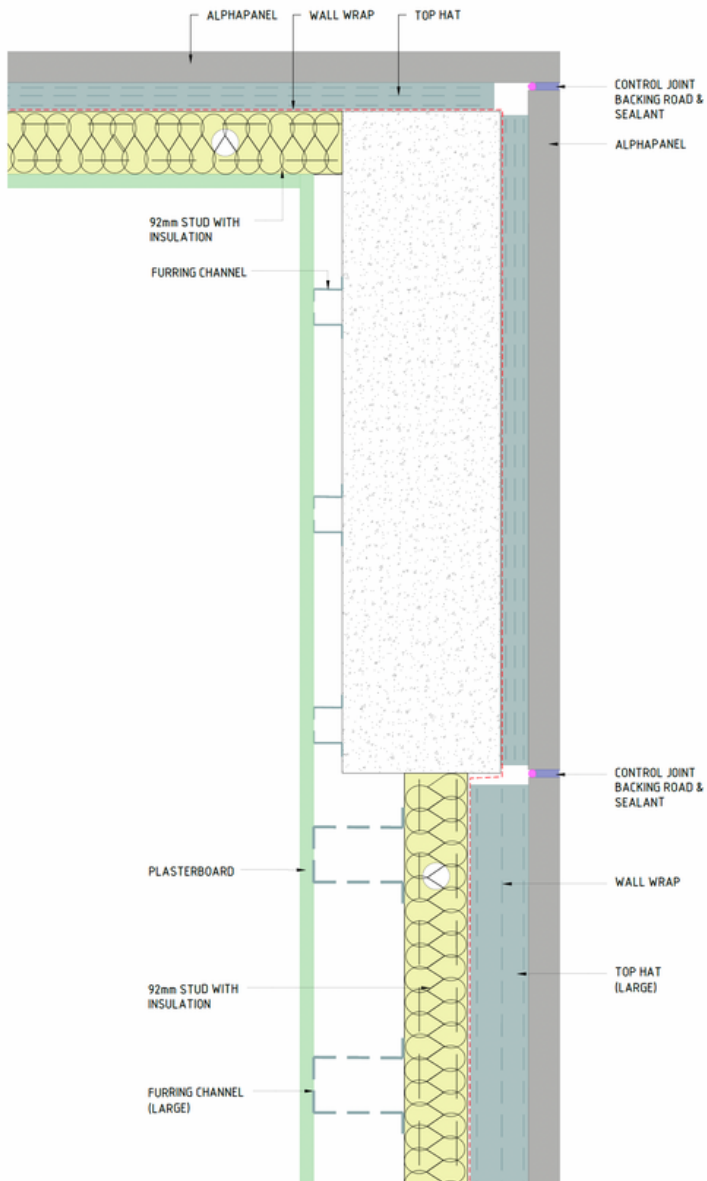 ALPHAPANEL
WALL WRAP
TOP HAT
CONTROL JOINT
BACKING ROAD &
SEALANT
ALPHAPANEL
92mm STUD WITH
INSULATION
FURRING CHANNEL
CONTROL JOINT
BACKING ROAD &
SEALANT
PLASTERBOARD
WALL WRAP
TOP HAT
(LARGE)
92mm STUD WITH
INSULATION
FURRING CHANNEL
(LARGE)